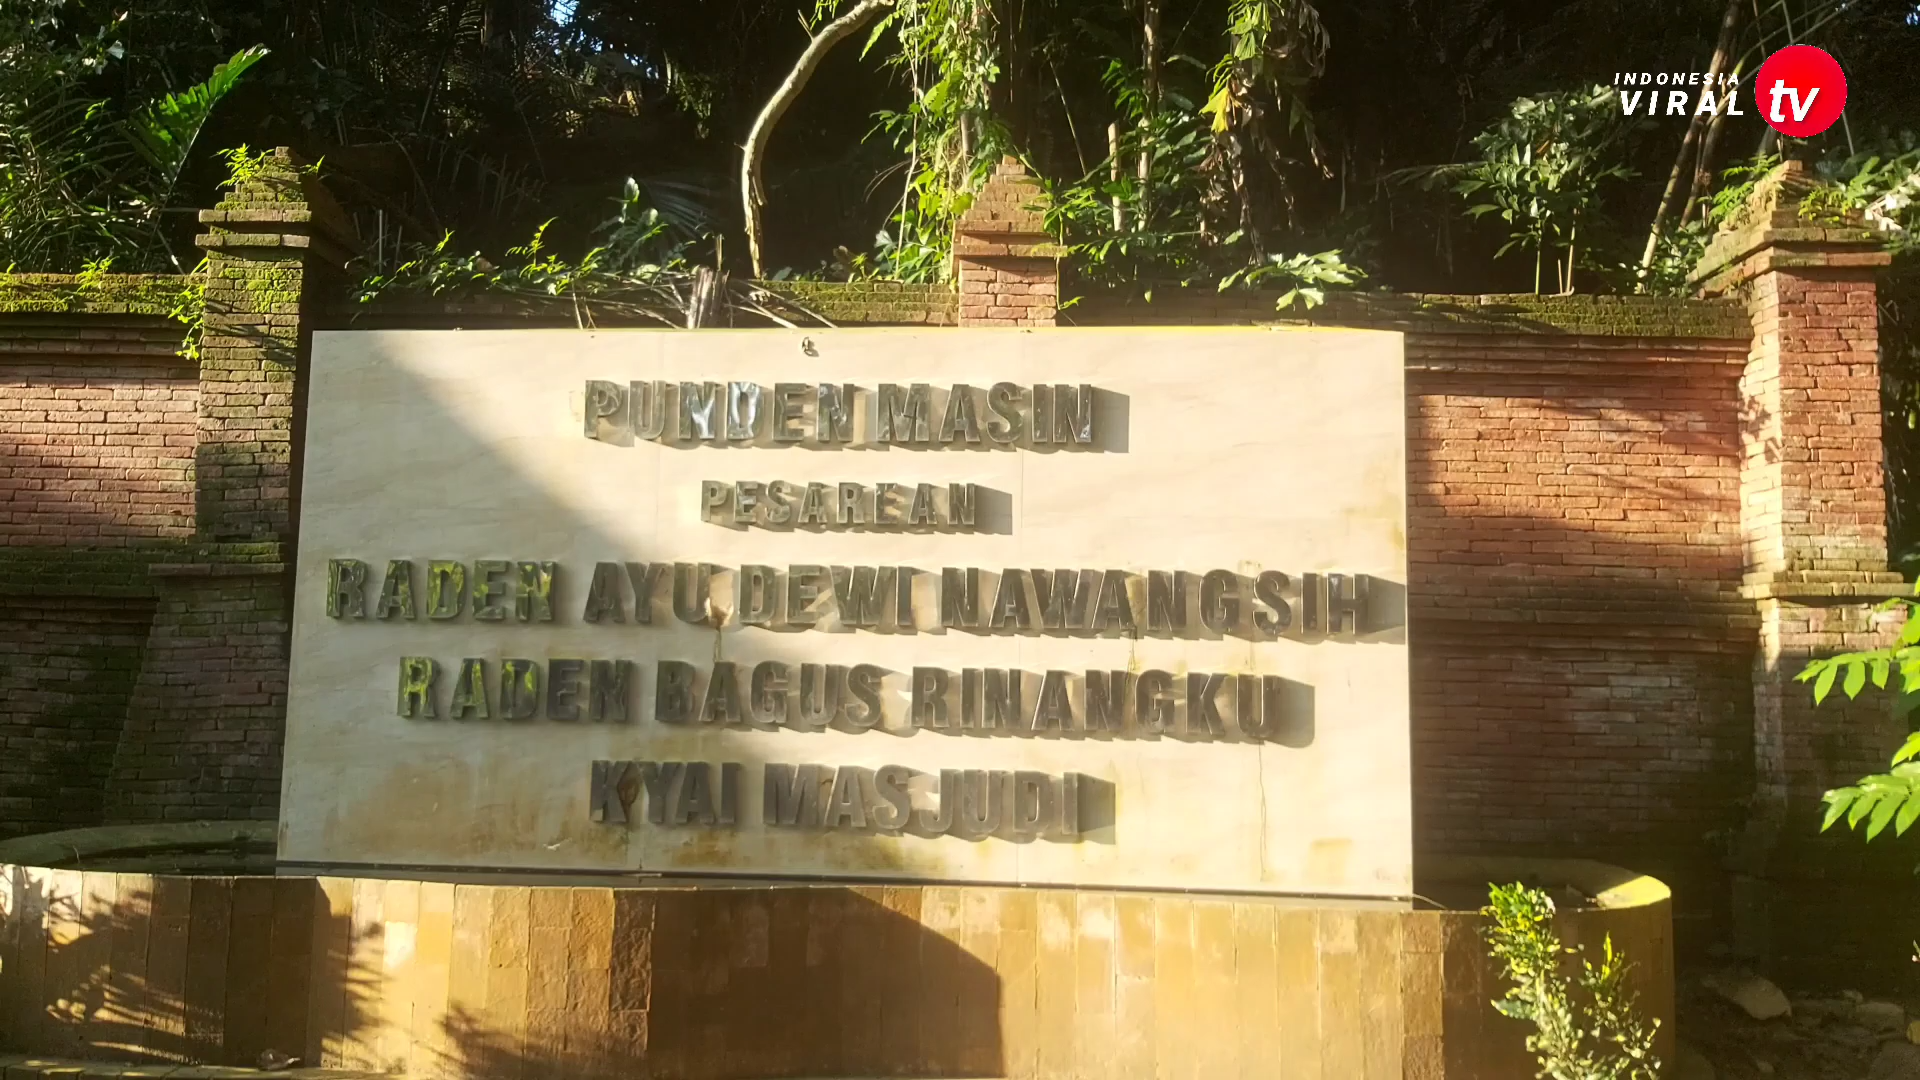 INDONESIA
VIRAL tv
PUNDEN MASIN
PESAREAN
RADEN AYU DEWI NAWANGSIH
RADEN BAGUS RINANGKU
KYAI MASJUDI